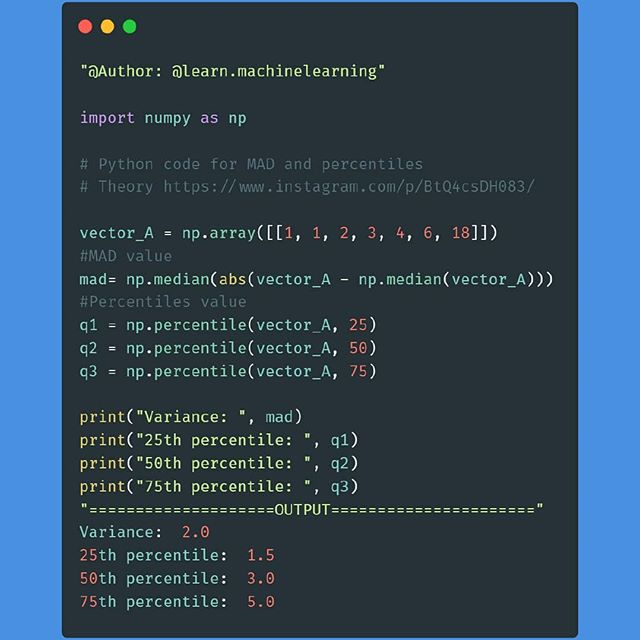 "@Author: @learn.machinelearning"
import numpy as np
# Python code for MAD and percentiles
# Theory https://www.instagram.com/p/BtQ4csDH083/
vector_A = np.array([[1, 1, 2, 3, 4, 6, 18]])
#MAD value
mad= np.median(abs(vector_A - np.median(vector_A)))
#Percentiles value
q1 = np.percentile(vector_A, 25)
q2 = np.percentile(vector_A, 50)
q3 = np.percentile(vector_A, 75)
print("Variance: ", mad)
print("25th percentile: ", q1)
print("50th percentile: ", q2)
print("75th percentile: ", q3)
"====================OUTPUT======================"
Variance:  2.0
25th percentile:  1.5
50th percentile:  3.0
75th percentile:  5.0